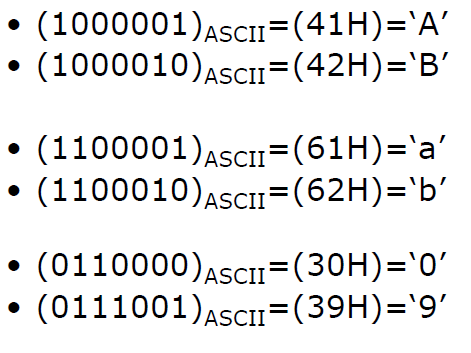 • (1000001)ASCII=(41H)=‘A’
• (1000010)ASCII=(42H)=‘B’
• (1100001)ASCII=(61H)=‘a’
• (1100010)ASCII=(62H)=‘b’
• (0110000)ASCII=(30H)=‘0’
• (0111001)ASCII=(39H)=‘9’